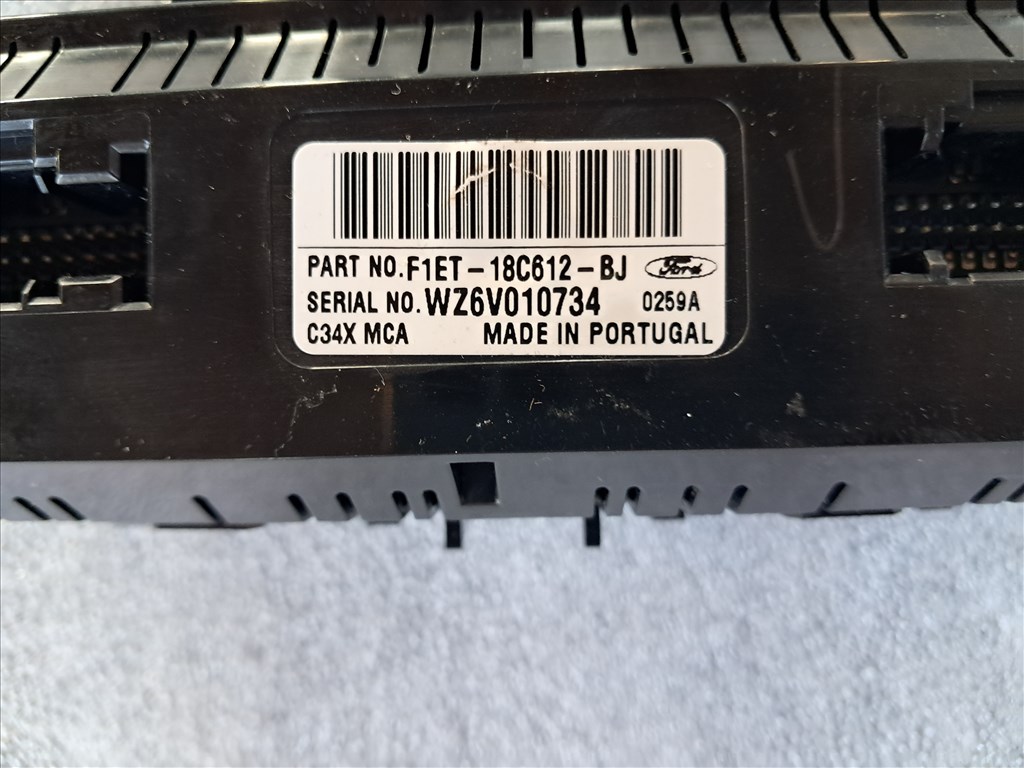 PART NO. F1ET-18C612-BJ Ford
SERIAL NO. WZ6V010734 0259A
C34X MCA MADE IN PORTUGAL